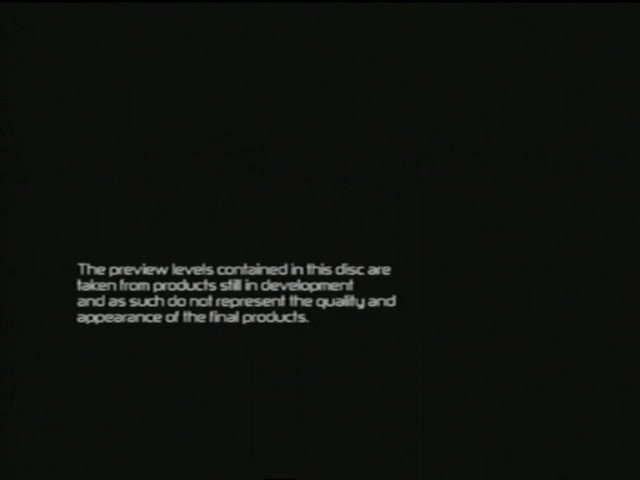 The preview levels contained in this disc are
taken from products still in development
and as such do not represent the quality and
appearance of the final products.